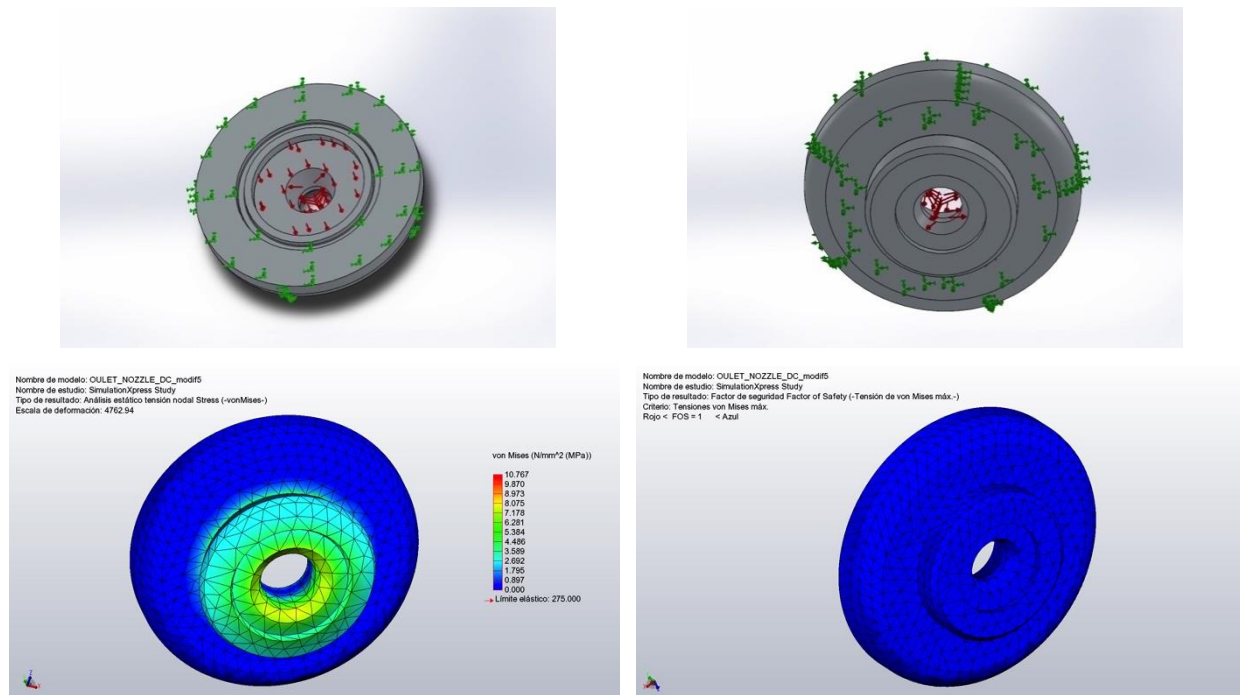 Nombre de modelo: OULET_NOZZLE_DC_modif5
Nombre de estudio: SimulationXpress Study
Tipo de resultado: Análisis estático tensión nodal Stress (-vonMises-)
Escala de deformación: 4762.94
von Mises (N/mm^2 (MPa))
10.767
9.870
8.973
8.075
7.178
6.281
5.384
4.486
3.589
2.692
1.795
0.897
0.000
Límite elástico: 275.000
Nombre de modelo: OULET_NOZZLE_DC_modif5
Nombre de estudio: SimulationXpress Study
Tipo de resultado: Factor de seguridad Factor of Safety (-Tensión de von Mises máx.-)
Criterio: Tensiones von Mises máx.
Rojo < FOS = 1 < Azul